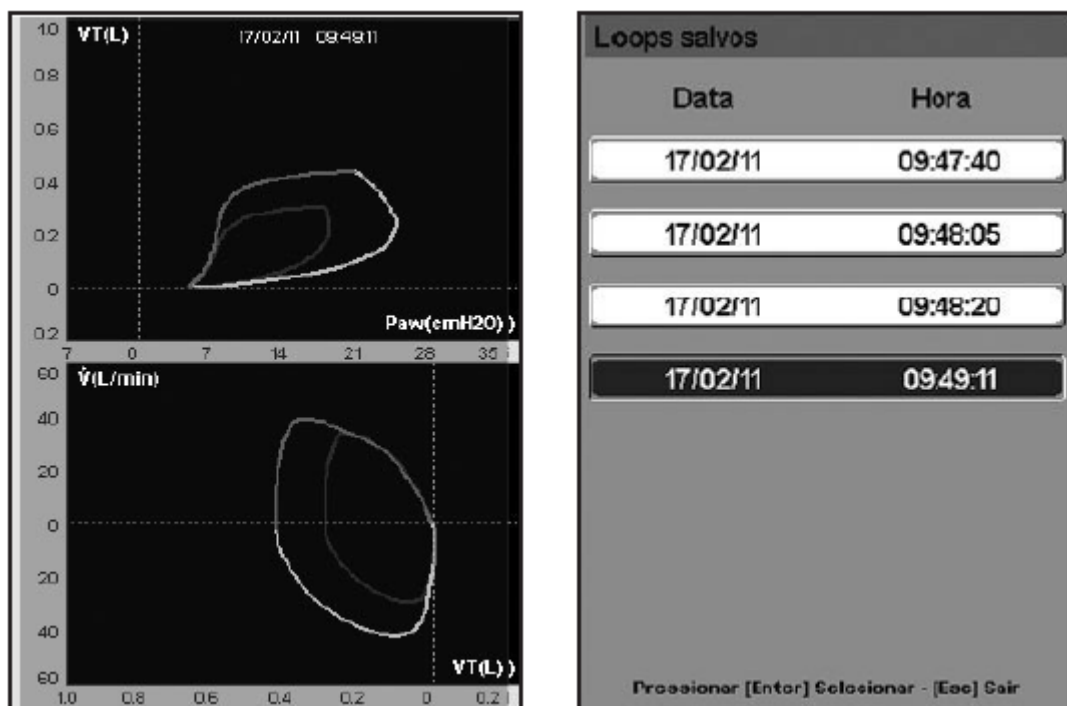 VT(L)
17/02/11 09:49:11
1.0
0.8
0.6
0.4
0.2
0
0.2
Paw(cmH2O) )
7 0 7 14 21 28 35
V̇(L/min)
60
40
20
0
20
40
60
VT(L) )
1.0 0.8 0.6 0.4 0.2 0 0.2
Loops salvos
Data Hora
17/02/11 09:47:40
17/02/11 09:48:05
17/02/11 09:48:20
17/02/11 09:49:11
Pressionar [Enter] Selecionar - [Esc] Sair